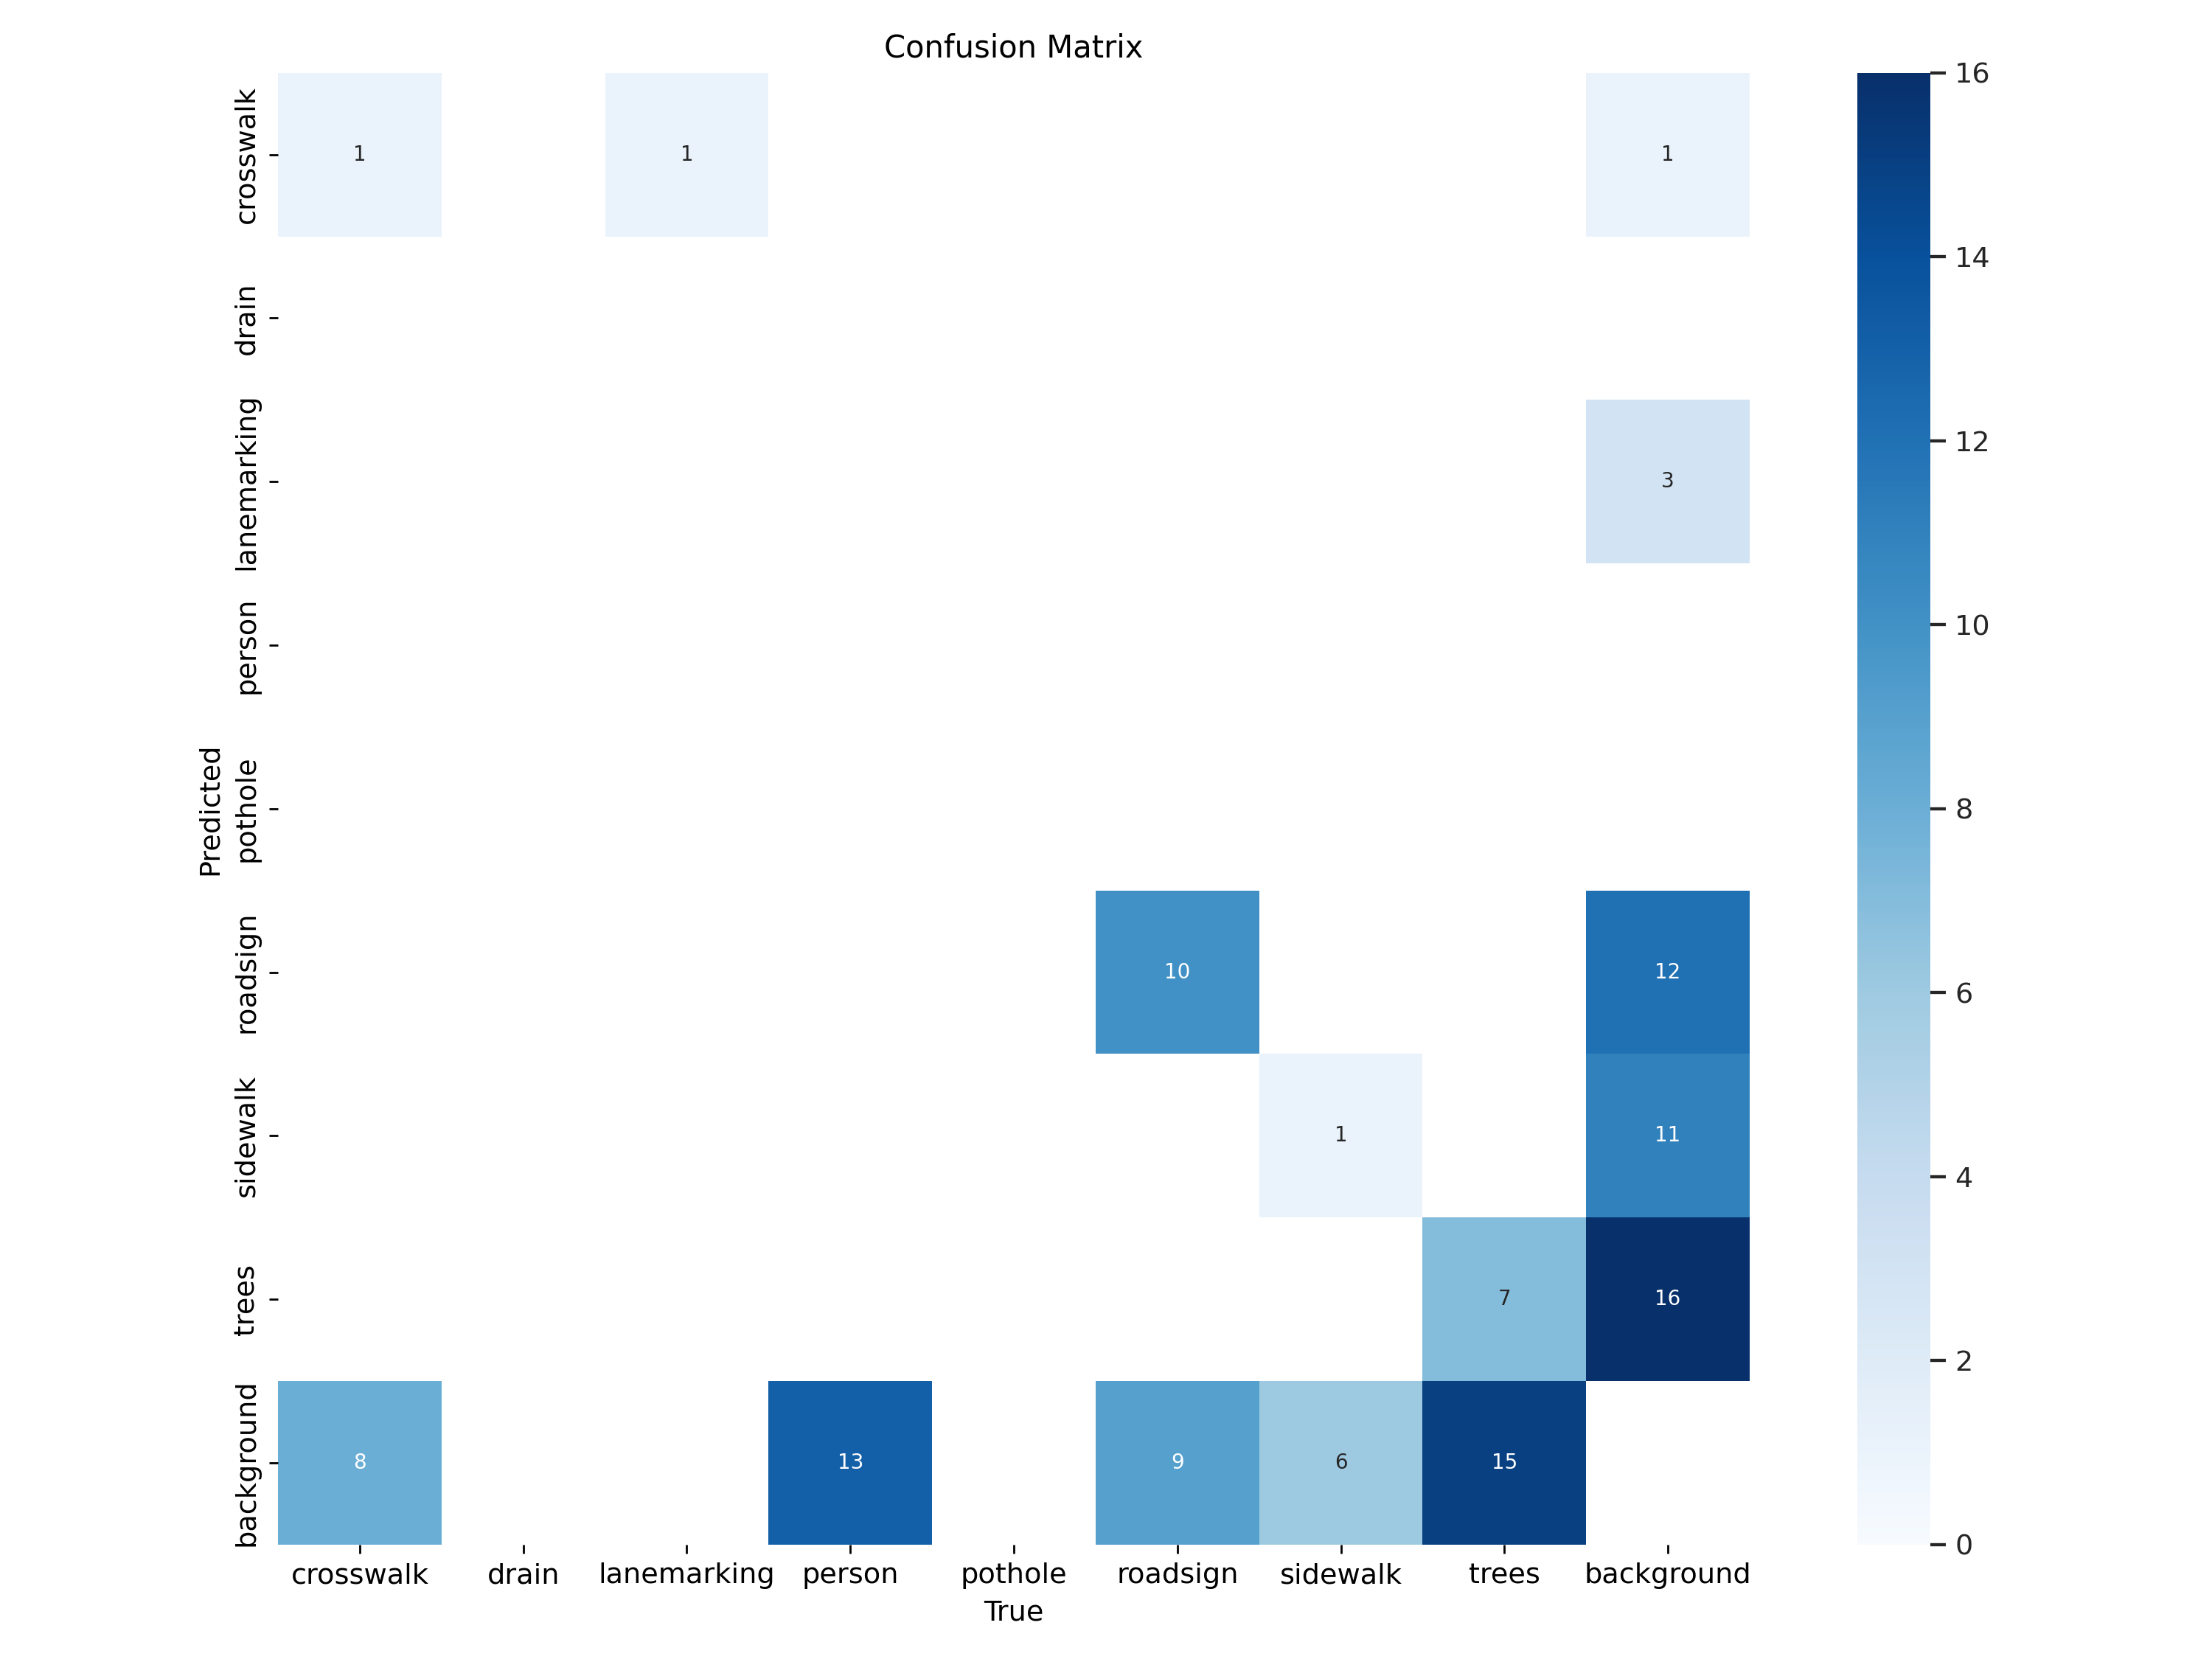 Confusion Matrix
crosswalk 1 1 1
drain
lanemarking 3
person
pothole
roadsign 10 12
sidewalk 1 11
trees 7 16
background 8 13 9 6 15
Predicted
crosswalk drain lanemarking person pothole roadsign sidewalk trees background
True
16
14
12
10
8
6
4
2
0